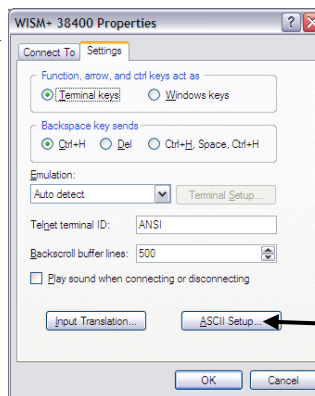 WISM+ 38400 Properties
Connect To Settings
Function, arrow, and ctrl keys act as
Terminal keys Windows keys
Backspace key sends
Ctrl+H Del Ctrl+H, Space, Ctrl+H
Emulation:
Auto detect Terminal Setup...
Telnet terminal ID: ANSI
Backscroll buffer lines: 500
Play sound when connecting or disconnecting
Input Translation... ASCII Setup...
OK Cancel